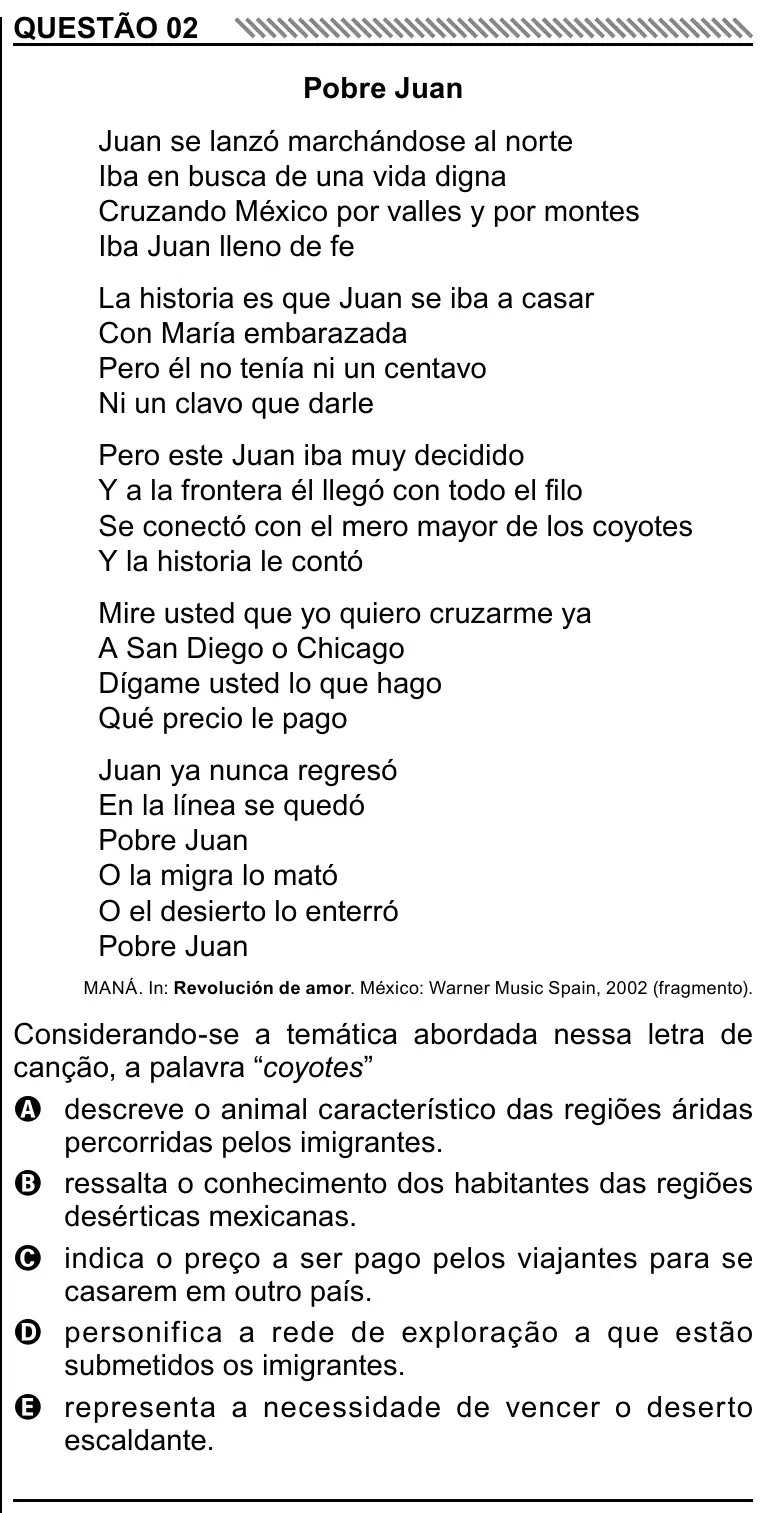 QUESTÃO 02
Pobre Juan
Juan se lanzó marchándose al norte
Iba en busca de una vida digna
Cruzando México por valles y por montes
Iba Juan lleno de fe
La historia es que Juan se iba a casar
Con María embarazada
Pero él no tenía ni un centavo
Ni un clavo que darle
Pero este Juan iba muy decidido
Y a la frontera él llegó con todo el filo
Se conectó con el mero mayor de los coyotes
Y la historia le contó
Mire usted que yo quiero cruzarme ya
A San Diego o Chicago
Dígame usted lo que hago
Qué precio le pago
Juan ya nunca regresó
En la línea se quedó
Pobre Juan
O la migra lo mató
O el desierto lo enterró
Pobre Juan
MANÁ. In: Revolución de amor. México: Warner Music Spain, 2002 (fragmento).
Considerando-se a temática abordada nessa letra de
canção, a palavra “coyotes”
A descreve o animal característico das regiões áridas
percorridas pelos imigrantes.
B ressalta o conhecimento dos habitantes das regiões
desérticas mexicanas.
C indica o preço a ser pago pelos viajantes para se
casarem em outro país.
D personifica a rede de exploração a que estão
submetidos os imigrantes.
E representa a necessidade de vencer o deserto
escaldante.